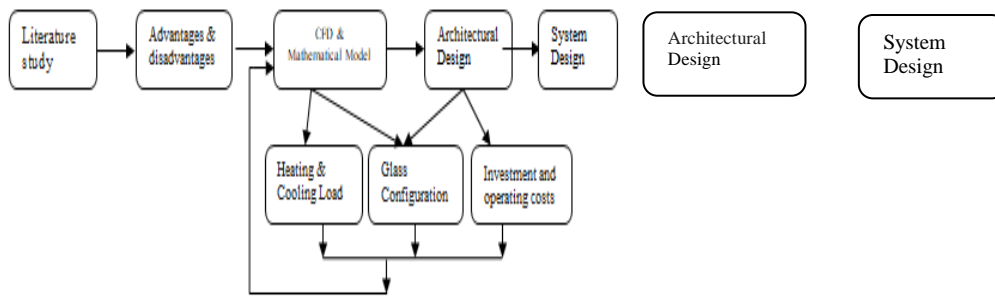 Literature
study
Advantages &
disadvantages
CFD &
Mathematical Model
Architectural
Design
System
Design
Architectural
Design
System
Design
Heating &
Cooling Load
Glass
Configuration
Investment and
operating costs